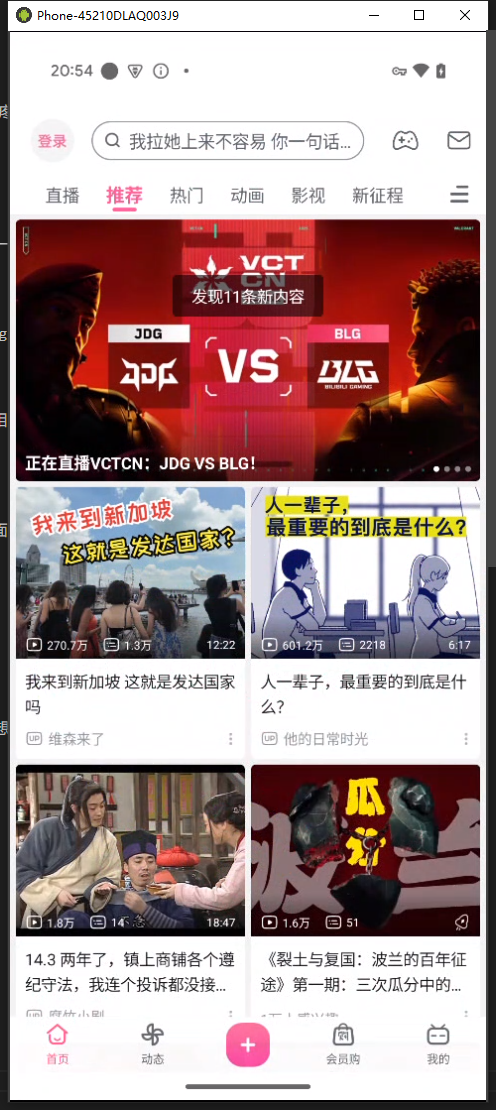 Phone-45210DLAQ003J9
20:54
登录
我拉她上来不容易 你一句话...
直播 推荐 热门 动画 影视 新征程
VCT
CN
发现11条新内容
JDG
BLG
JDG
VS
BLG
BILIBILI GAMING
正在直播VCTCN：JDG VS BLG！
我来到新加坡
这就是发达国家？
270.7万 1.3万 12:22
我来到新加坡 这就是发达国家
吗
UP 维森来了
人一辈子，
最重要的到底是什么？
601.2万 2218 6:17
人一辈子，最重要的到底是什
么？
UP 他的日常时光
1.8万 14 18:47
14.3 两年了，镇上商铺各个遵
纪守法，我连个投诉都没接...
UP 腐竹小剧
瓜分
波兰
1.6万 51
《裂土与复国：波兰的百年征
途》第一期：三次瓜分中的...
首页 动态 会员购 我的